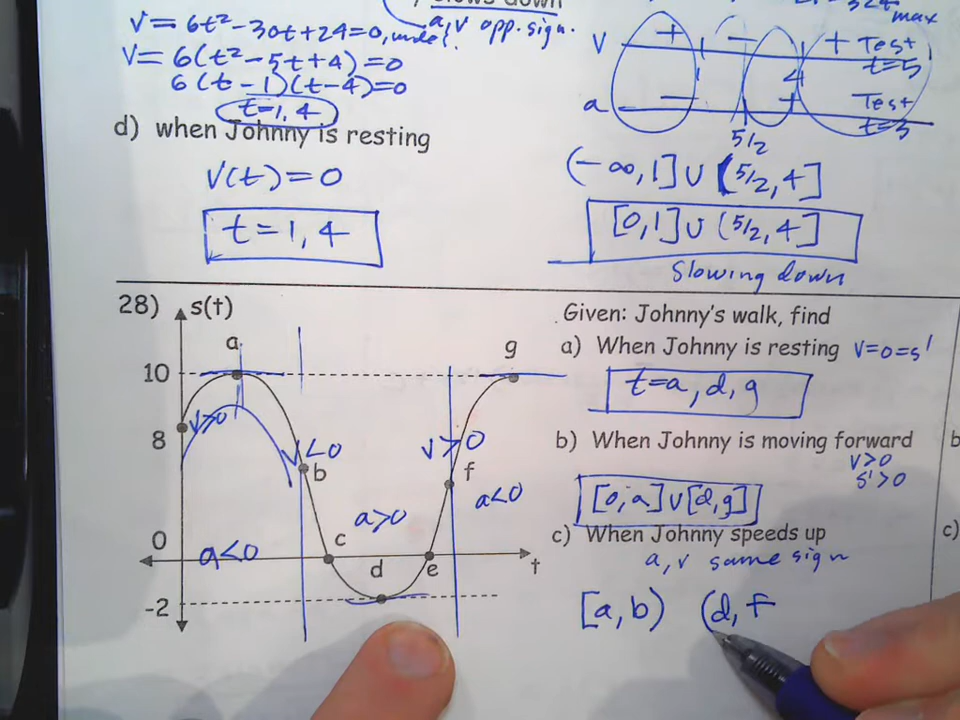 slows down
a, v opp. sign.
max
V = 6t² - 30t + 24 = 0,
V = 6(t² - 5t + 4) = 0
6(t - 1)(t - 4) = 0
t = 1, 4
V + - + Test t=5
1 4
a - + Test t=3
5/2
d) when Johnny is resting
V(t) = 0
t = 1, 4
(-∞, 1] ∪ (5/2, 4]
[0, 1] ∪ (5/2, 4]
Slowing down
28) s(t)
a
g
10
8
V>0
V<0
b
V>0
f
a<0
a>0
a<0
0
c
d
e
t
-2
Given: Johnny's walk, find
a) When Johnny is resting V=0=s'
t=a, d, g
b) When Johnny is moving forward
V>0
s'>0
[0, a] ∪ [d, g]
c) When Johnny speeds up
a, v same sign
[a, b) (d, f
b
c)